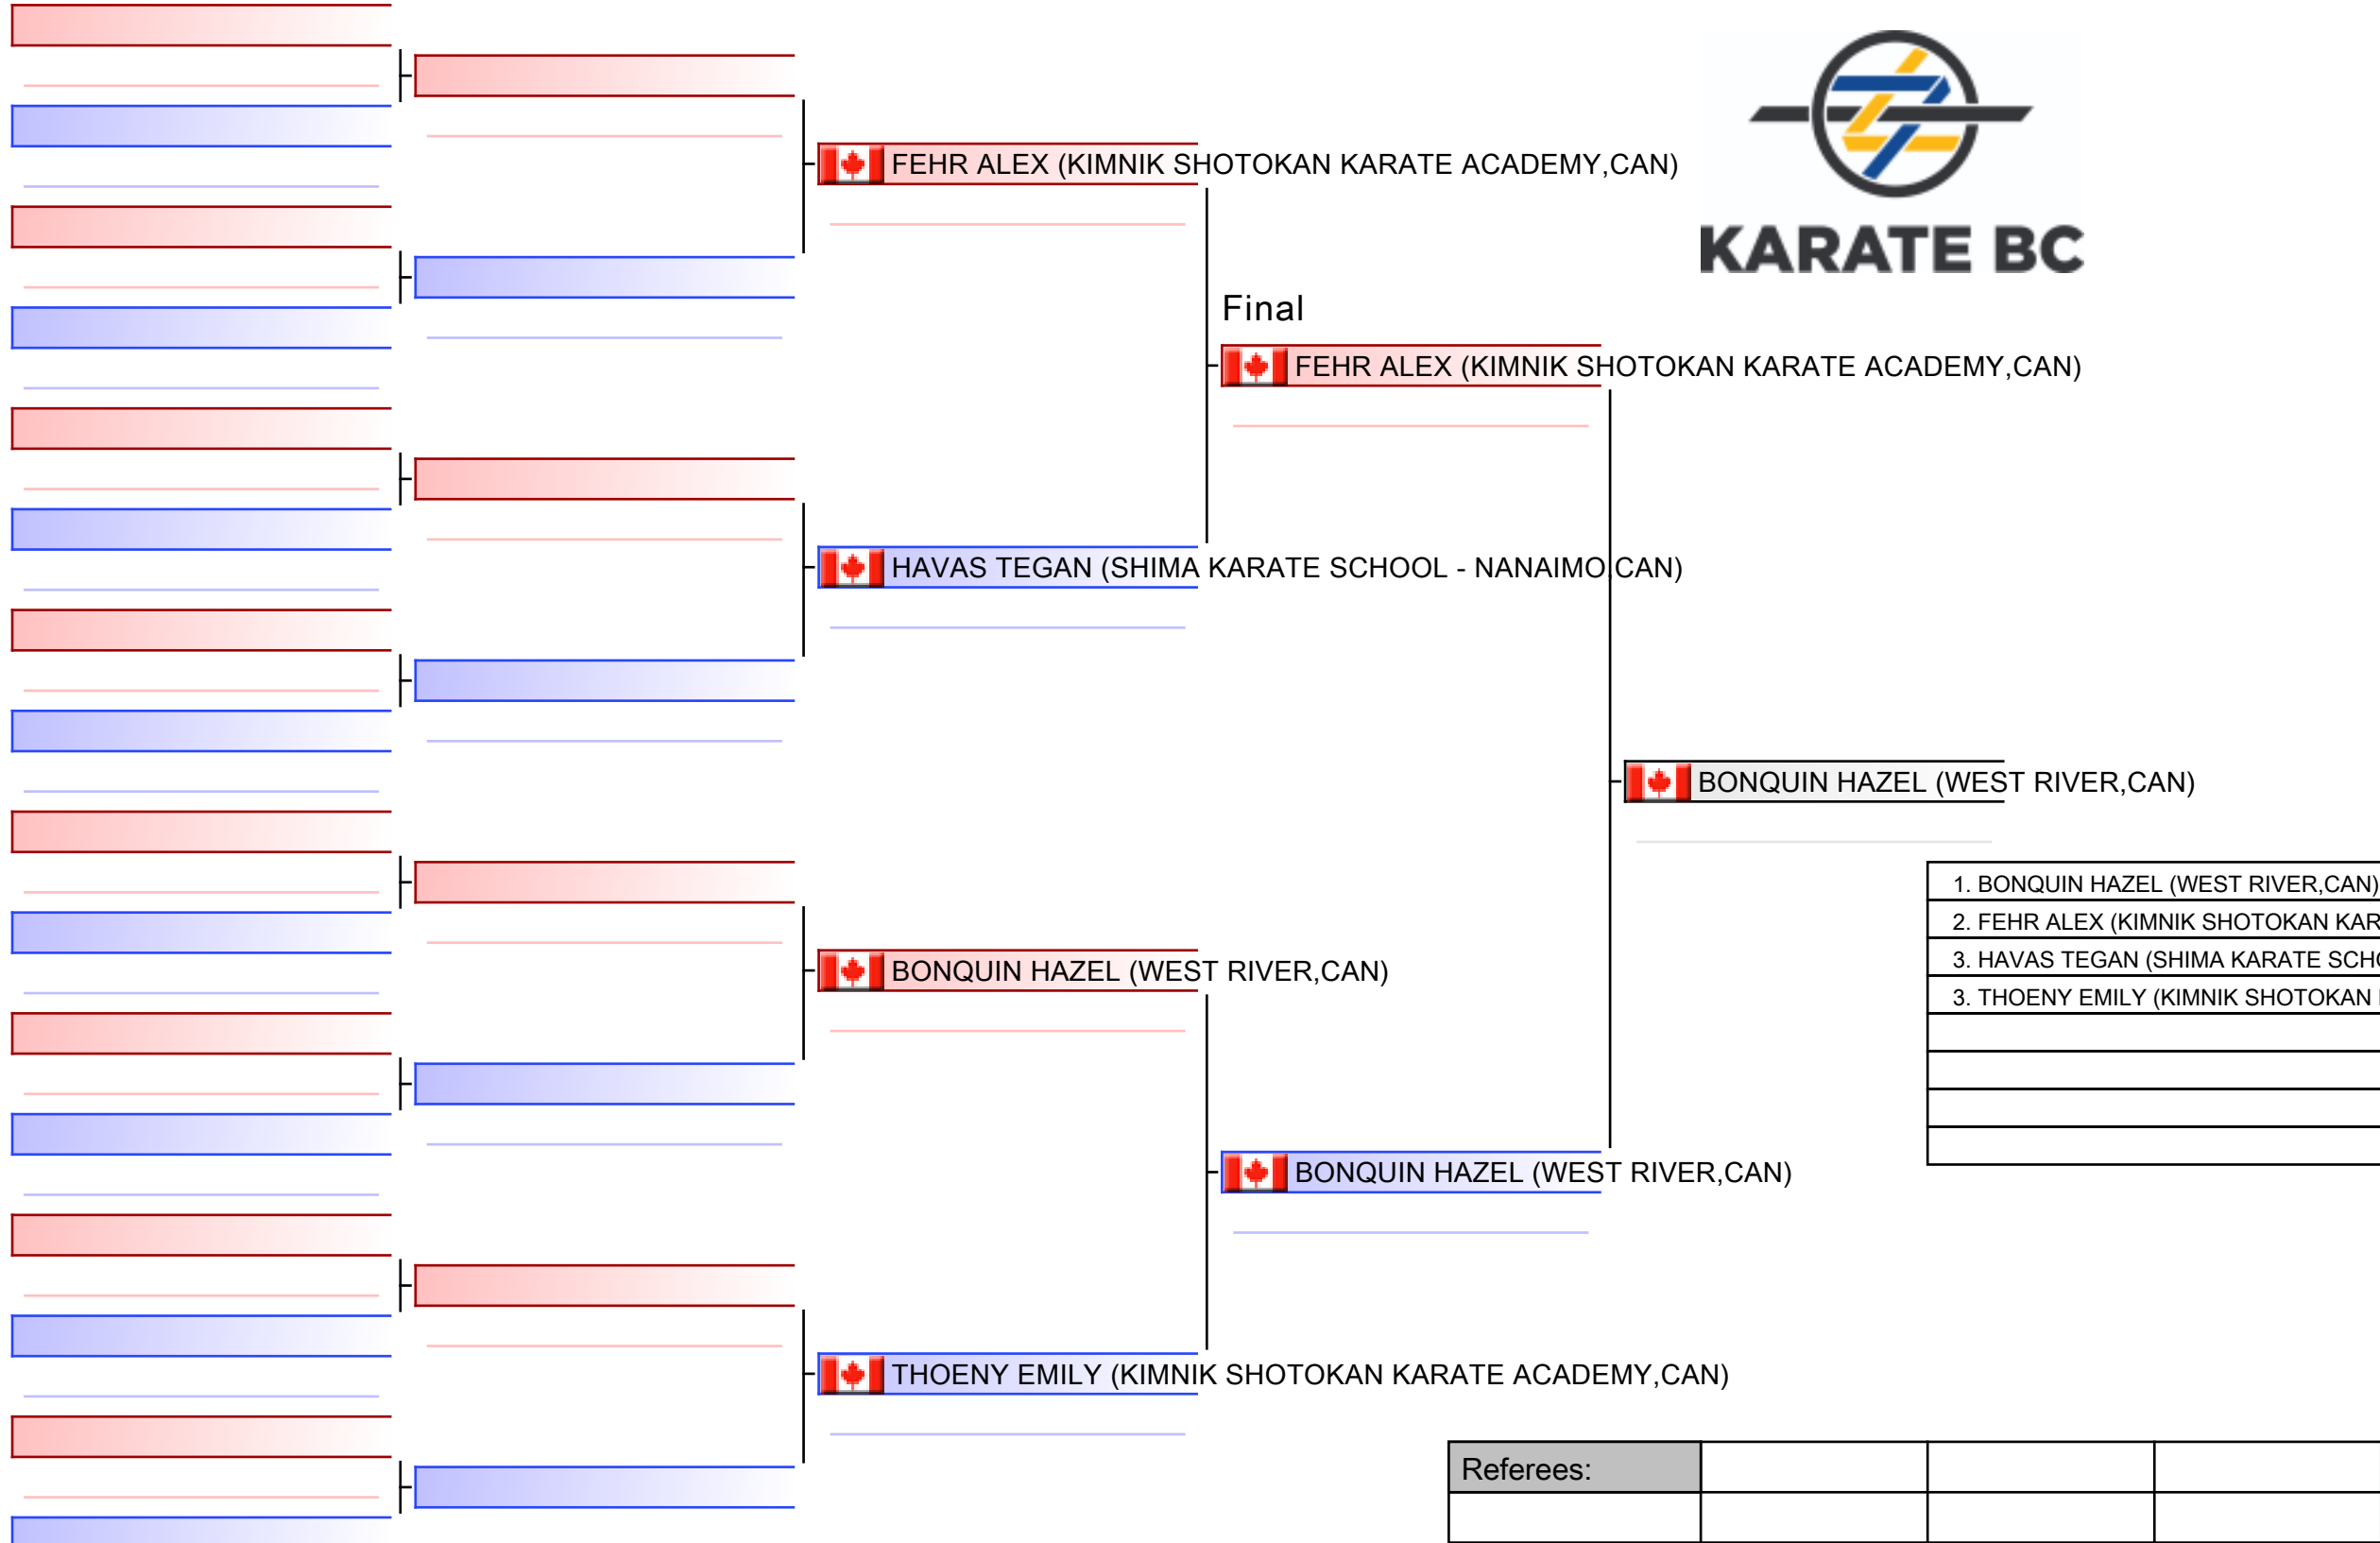 KARATE BC
FEHR ALEX (KIMNIK SHOTOKAN KARATE ACADEMY,CAN)
Final
FEHR ALEX (KIMNIK SHOTOKAN KARATE ACADEMY,CAN)
HAVAS TEGAN (SHIMA KARATE SCHOOL - NANAIMO,CAN)
BONQUIN HAZEL (WEST RIVER,CAN)
1. BONQUIN HAZEL (WEST RIVER,CAN)
2. FEHR ALEX (KIMNIK SHOTOKAN KAR
3. HAVAS TEGAN (SHIMA KARATE SCHO
3. THOENY EMILY (KIMNIK SHOTOKAN
BONQUIN HAZEL (WEST RIVER,CAN)
BONQUIN HAZEL (WEST RIVER,CAN)
THOENY EMILY (KIMNIK SHOTOKAN KARATE ACADEMY,CAN)
Referees: